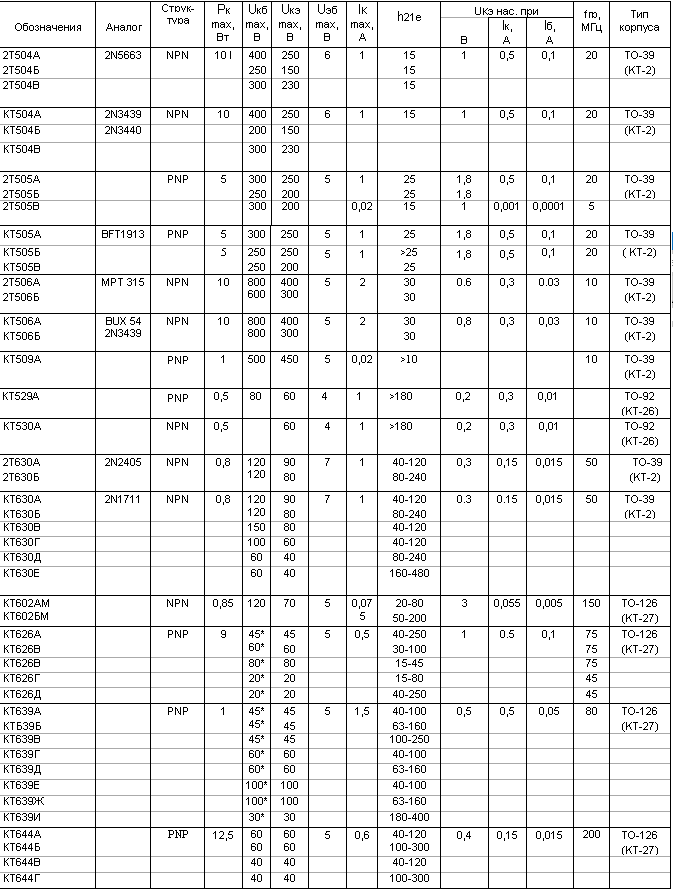 Обозначения Аналог Струк- Pк Uкб Uкэ Uэб Iк h21e Uкэ нас. при fгр, Тип
тура max, max, max, max, max, Iк, Iб, МГц корпуса
Вт В В В А В А А
2Т504А 2N5663 NPN 10 I 400 250 6 1 15 1 0,5 0,1 20 ТО-39
2Т504Б 250 150 15 (КТ-2)
2Т504В 300 230 15
КТ504А 2N3439 NPN 10 400 250 6 1 15 1 0,5 0,1 20 ТО-39
КТ504Б 2N3440 200 150 (КТ-2)
КТ504В 300 230
2Т505А PNP 5 300 250 5 1 25 1,8 0,5 0,1 20 ТО-39
2Т505Б 250 200 25 1,8 (КТ-2)
2Т505В 300 200 0,02 15 1 0,001 0,0001 5
КТ505А BFT1913 PNP 5 300 250 5 1 25 1,8 0,5 0,1 20 ТО-39
КТ505Б 5 250 250 5 1 >25 1,8 0,5 0,1 20 ( КТ-2)
КТ505В 250 200 25
2Т506А MPT 315 NPN 10 800 400 5 2 30 0.6 0,3 0.03 10 ТО-39
2Т506Б 600 300 30 (КТ-2)
КТ506А BUX 54 NPN 10 800 400 5 2 30 0,8 0,3 0,03 10 ТО-39
КТ506Б 2N3439 800 300 30 (КТ-2)
КТ509А PNP 1 500 450 5 0,02 >10 10 ТО-39
(КТ-2)
КТ529А PNP 0,5 80 60 4 1 >180 0,2 0,3 0,01 ТО-92
(КТ-26)
КТ530А NPN 0,5 60 4 1 >180 0,2 0,3 0,01 ТО-92
(КТ-26)
2Т630А 2N2405 NPN 0,8 120 90 7 1 40-120 0,3 0,15 0,015 50 ТО-39
2Т630Б 120 80 80-240 (КТ-2)
КТ630А 2N1711 NPN 0,8 120 90 7 1 40-120 0.3 0.15 0,015 50 ТО-39
КТ630Б 120 80 80-240 (КТ-2)
КТ630В 150 80 40-120
КТ630Г 100 60 40-120
КТ630Д 60 40 80-240
КТ630Е 60 40 160-480
КТ602АМ NPN 0,85 120 70 5 0,07 20-80 3 0,055 0,005 150 ТО-126
КТ602БМ 5 50-200 (КТ-27)
КТ626А PNP 9 45* 45 5 0,5 40-250 1 0.5 0,1 75 ТО-126
КТ626В 60* 60 30-100 75 (КТ-27)
КТ626В 80* 80 15-45 75
КТ626Г 20* 20 15-80 45
КТ626Д 20* 20 40-250 45
КТ639А PNP 1 45* 45 5 1,5 40-100 0,5 0,5 0,05 80 ТО-126
КТБ39Б 45* 45 63-160 (КТ-27)
КТ639В 45* 45 100-250
КТ639Г 60* 60 40-100
КТ639Д 60* 60 63-160
КТ639Е 100* 100 40-100
КТ639Ж 100* 100 63-160
КТ639И 30* 30 180-400
КТ644А PNP 12,5 60 60 5 0,6 40-120 0,4 0,15 0,015 200 ТО-126
КТ644Б 60 60 100-300 (КТ-27)
КТ644В 40 40 40-120
КТ644Г 40 40 100-300